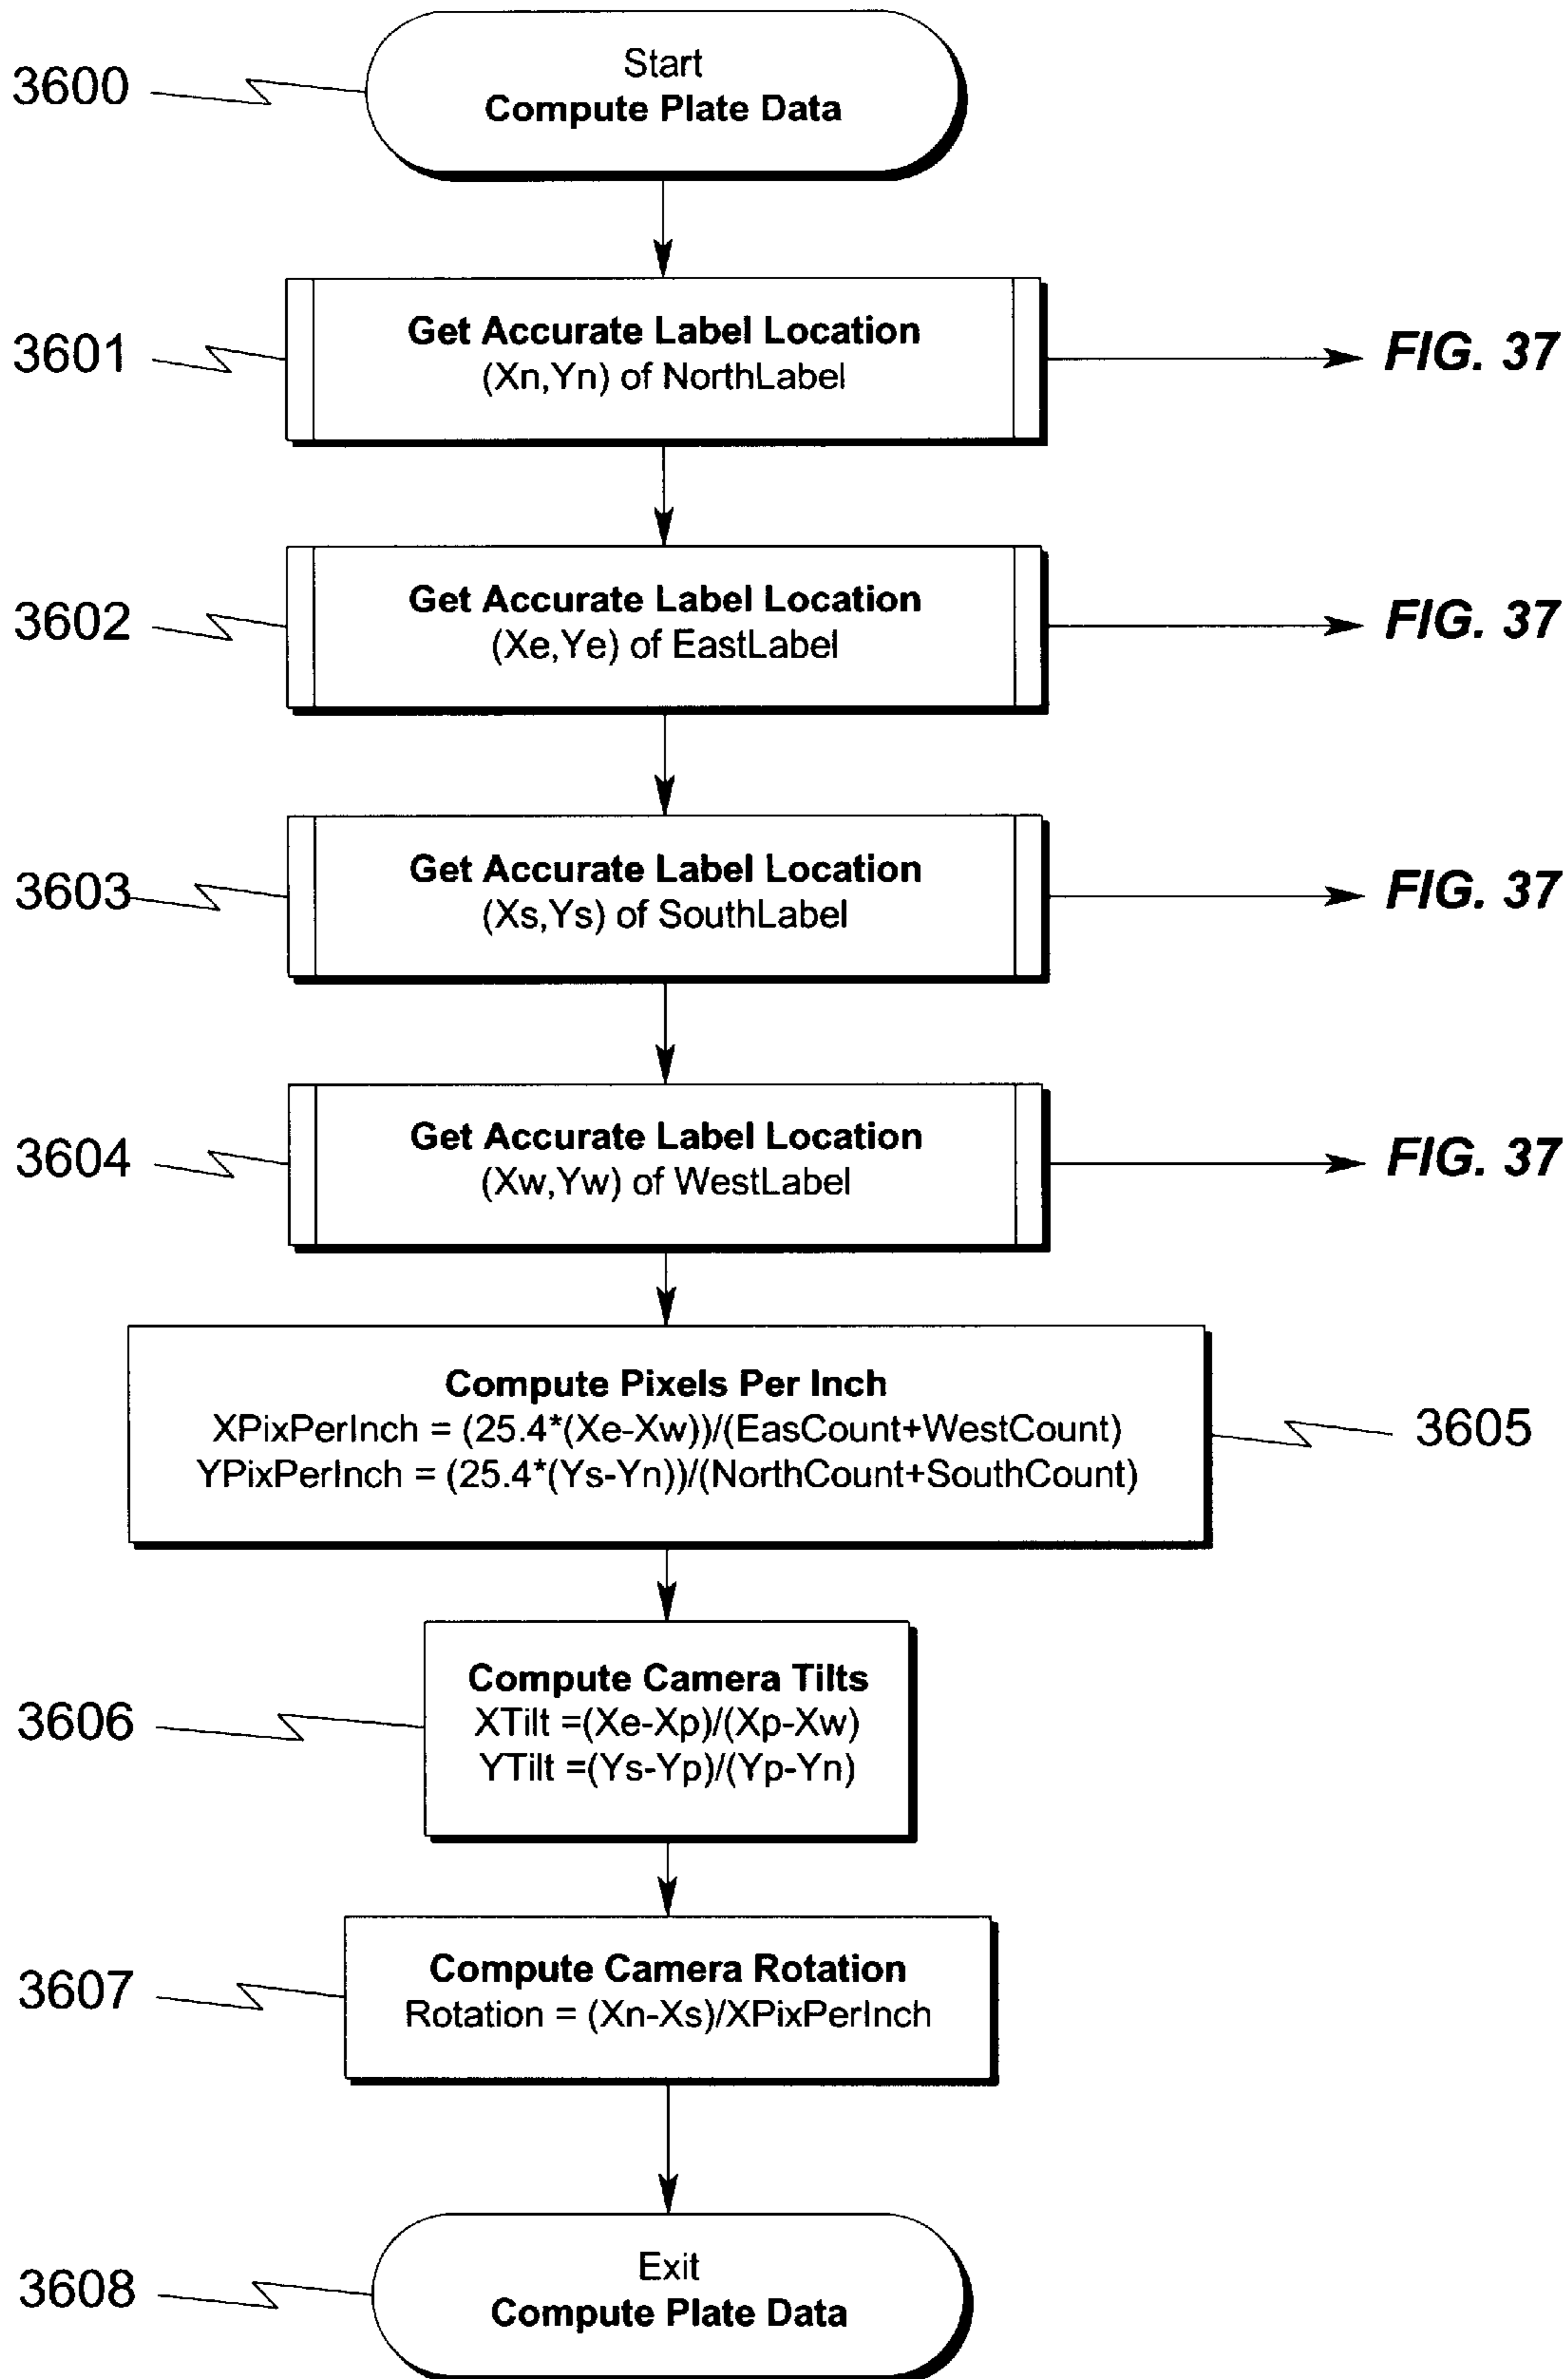 3600
Start
Compute Plate Data
3601
Get Accurate Label Location
(Xn,Yn) of NorthLabel
FIG. 37
3602
Get Accurate Label Location
(Xe,Ye) of EastLabel
FIG. 37
3603
Get Accurate Label Location
(Xs,Ys) of SouthLabel
FIG. 37
3604
Get Accurate Label Location
(Xw,Yw) of WestLabel
FIG. 37
Compute Pixels Per Inch
XPixPerInch = (25.4*(Xe-Xw))/(EasCount+WestCount)
YPixPerInch = (25.4*(Ys-Yn))/(NorthCount+SouthCount)
3605
3606
Compute Camera Tilts
XTilt =(Xe-Xp)/(Xp-Xw)
YTilt =(Ys-Yp)/(Yp-Yn)
3607
Compute Camera Rotation
Rotation = (Xn-Xs)/XPixPerInch
3608
Exit
Compute Plate Data